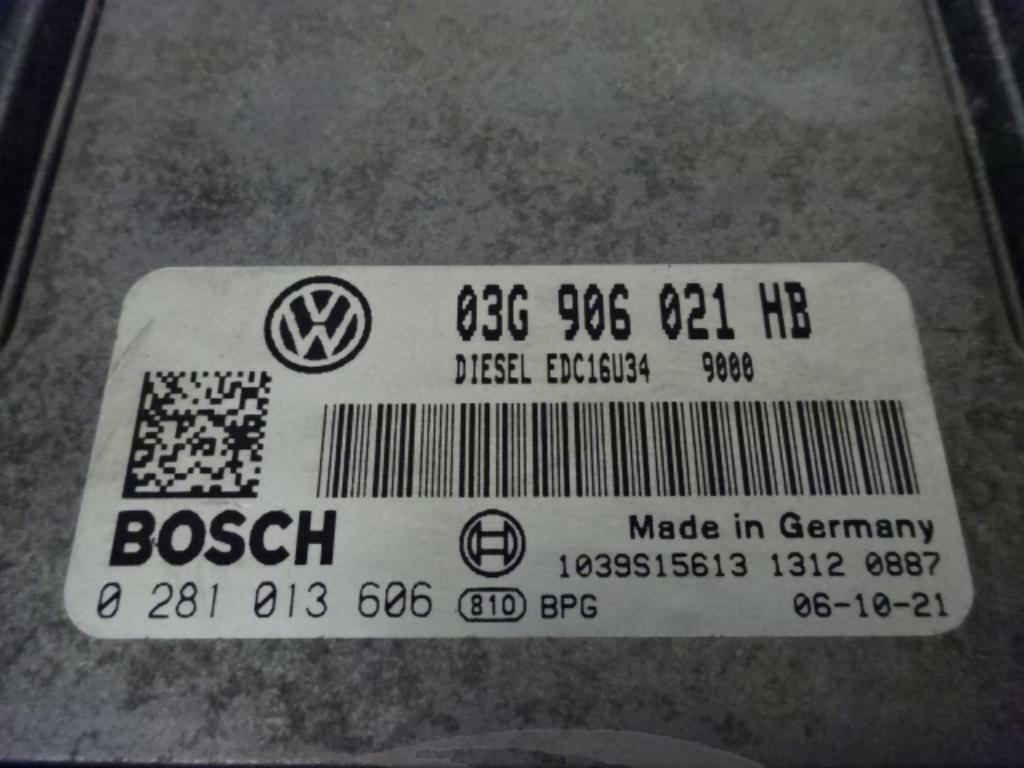 03G 906 021 HB
DIESEL EDC16U34 9000
BOSCH
Made in Germany
1039S15613 1312 0887
0 281 013 606 810 BPG 06-10-21